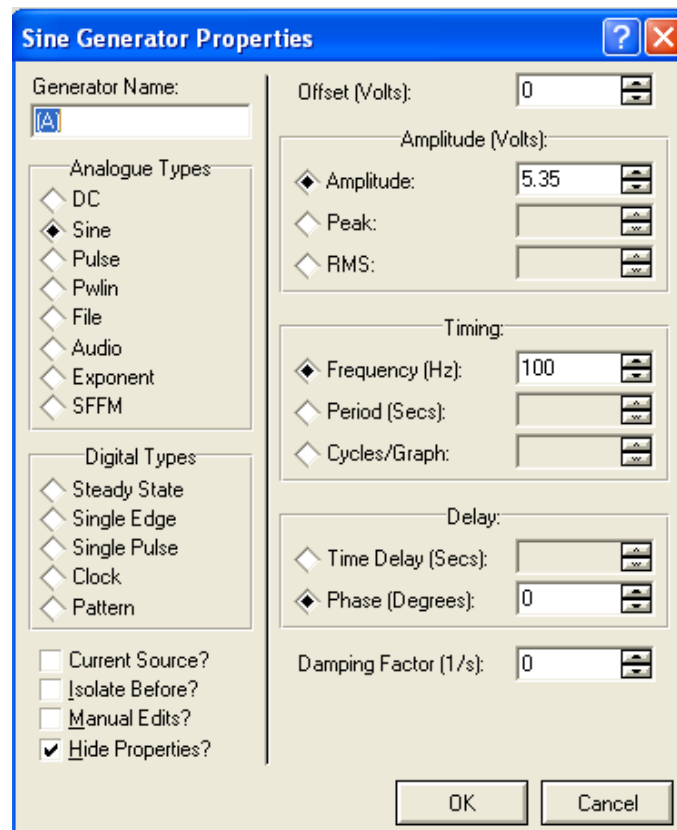 Sine Generator Properties
Generator Name:
(A)
Analogue Types
DC
Sine
Pulse
Pwlin
File
Audio
Exponent
SFFM
Digital Types
Steady State
Single Edge
Single Pulse
Clock
Pattern
Current Source?
Isolate Before?
Manual Edits?
Hide Properties?
Offset (Volts): 0
Amplitude (Volts):
Amplitude: 5.35
Peak:
RMS:
Timing:
Frequency (Hz): 100
Period (Secs):
Cycles/Graph:
Delay:
Time Delay (Secs):
Phase (Degrees): 0
Damping Factor (1/s): 0
OK Cancel